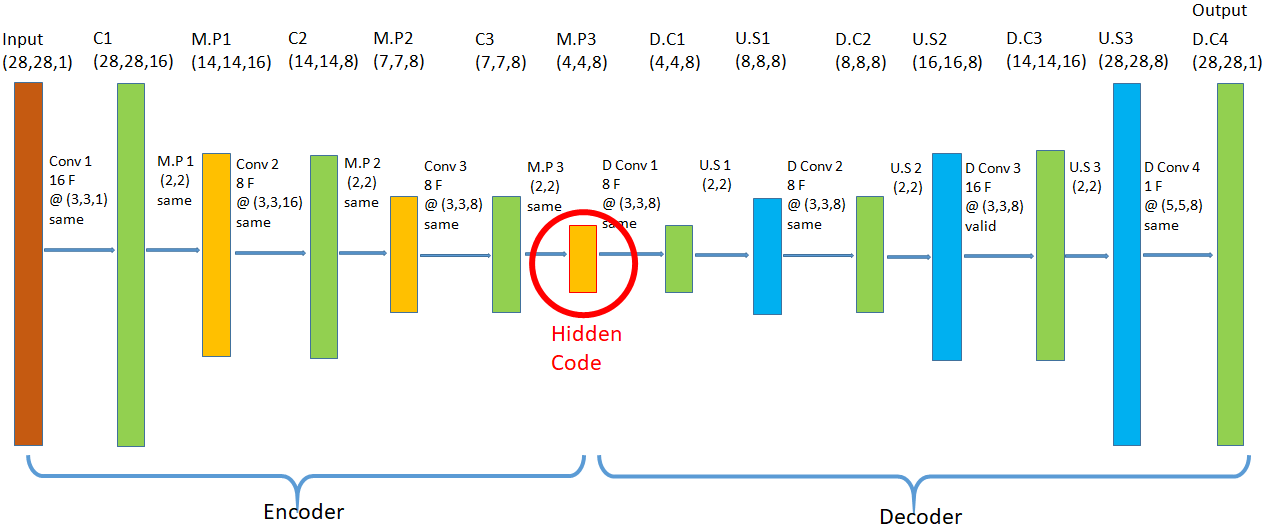 Output
Input C1 M.P1 C2 M.P2 C3 M.P3 D.C1 U.S1 D.C2 U.S2 D.C3 U.S3 D.C4
(28,28,1) (28,28,16) (14,14,16) (14,14,8) (7,7,8) (7,7,8) (4,4,8) (4,4,8) (8,8,8) (8,8,8) (16,16,8) (14,14,16) (28,28,8) (28,28,1)
Conv 1
16 F
@ (3,3,1)
same
M.P 1
(2,2)
same
Conv 2
8 F
@ (3,3,16)
same
M.P 2
(2,2)
same
Conv 3
8 F
@ (3,3,8)
same
M.P 3
(2,2)
same
D Conv 1
8 F
@ (3,3,8)
same
U.S 1
(2,2)
D Conv 2
8 F
@ (3,3,8)
same
U.S 2
(2,2)
D Conv 3
16 F
@ (3,3,8)
valid
U.S 3
(2,2)
D Conv 4
1 F
@ (5,5,8)
same
Hidden
Code
Encoder
Decoder